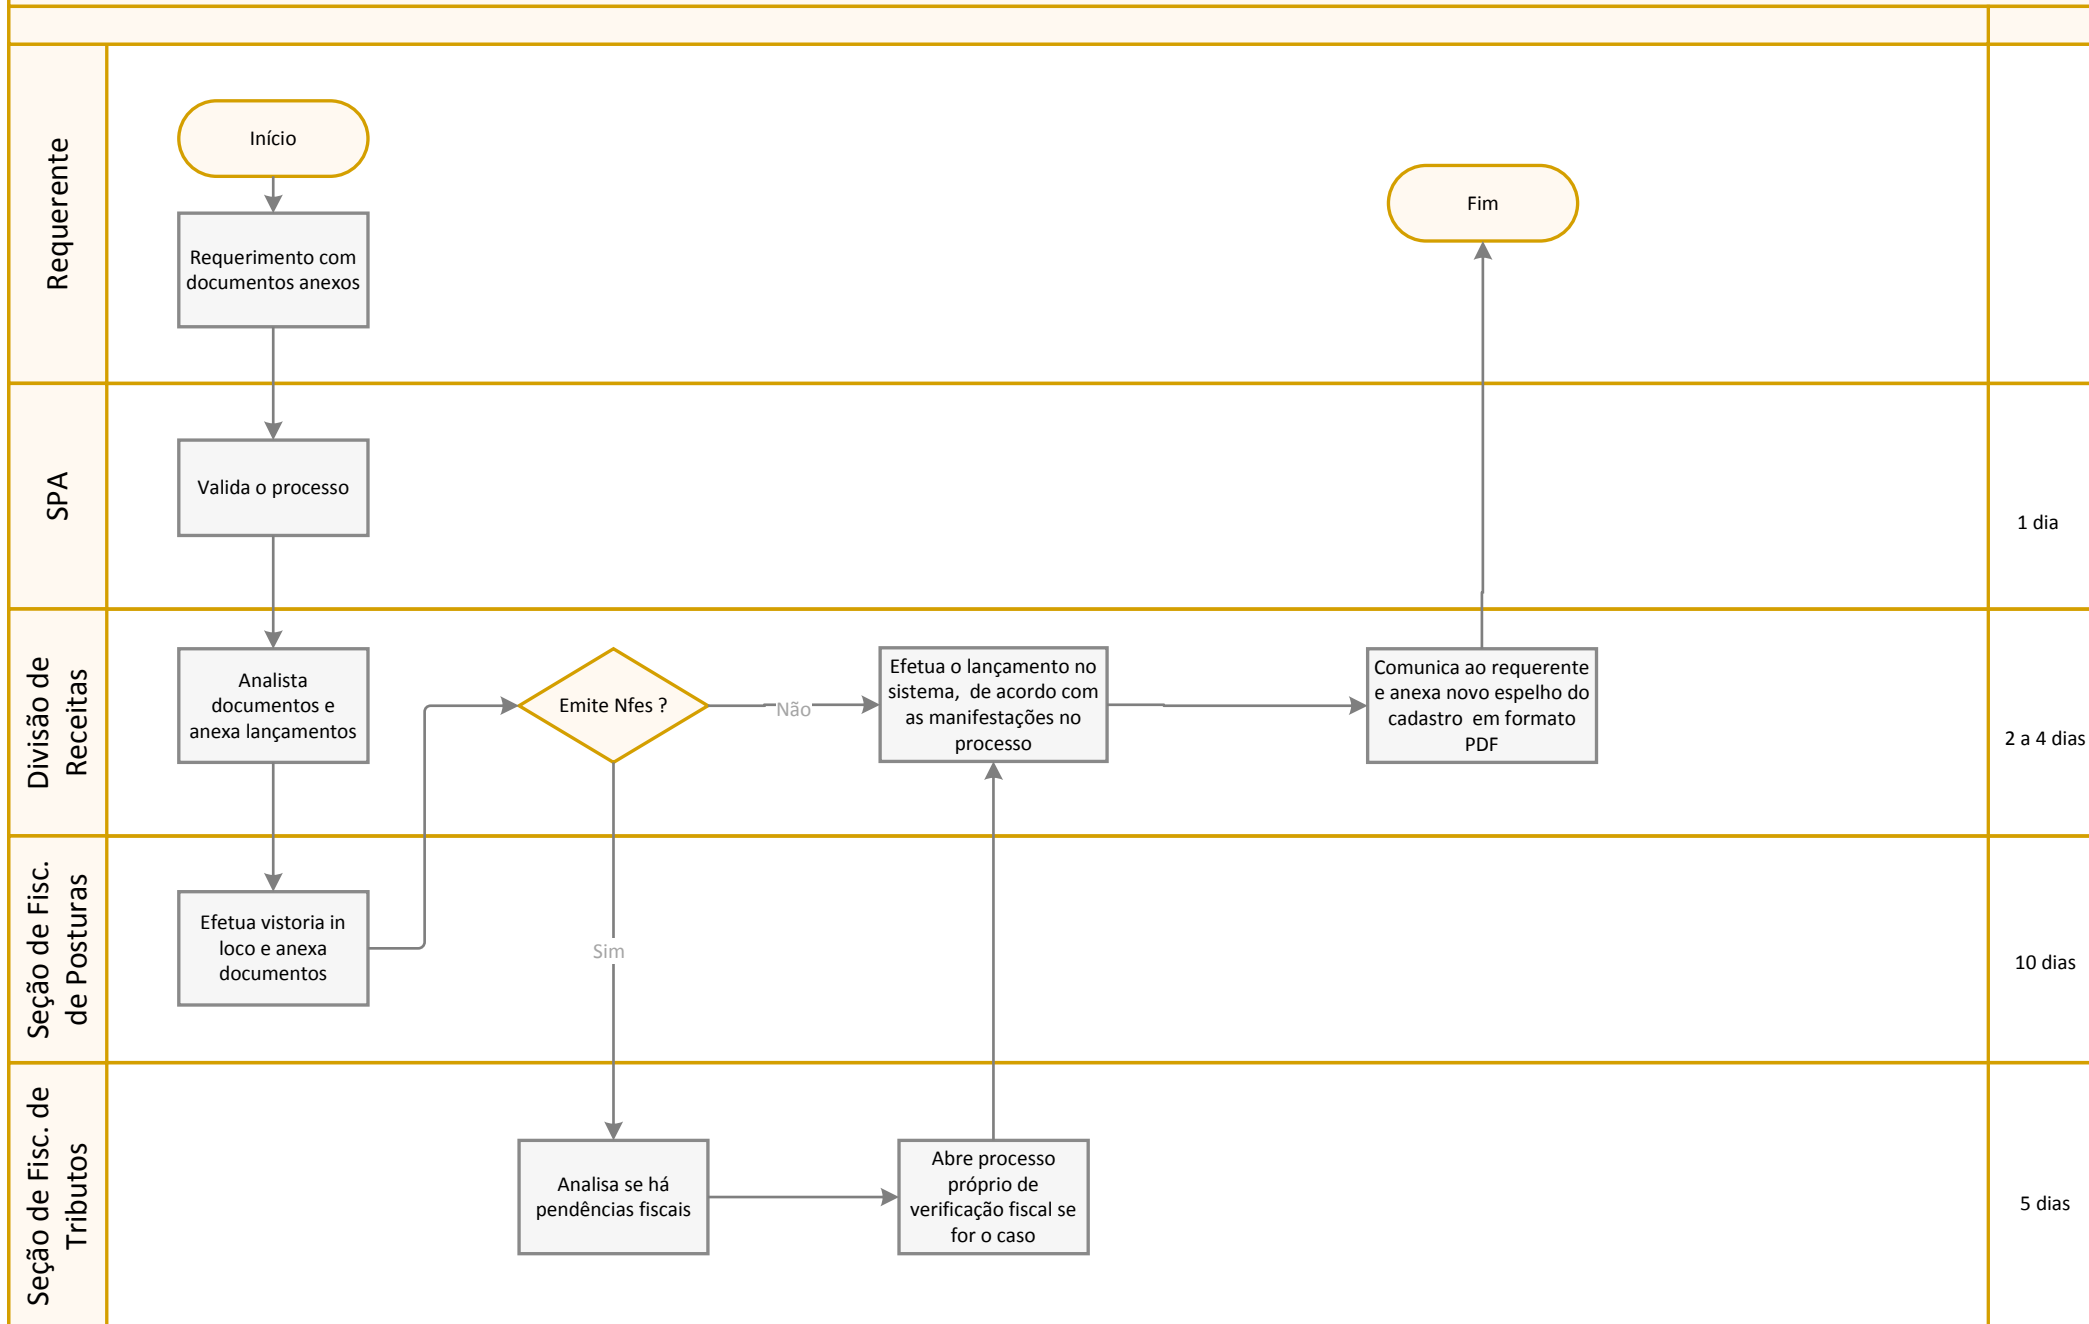 Requerente
Início
Requerimento com
documentos anexos
Fim
SPA
Valida o processo
1 dia
Divisão de
Receitas
Analista
documentos e
anexa lançamentos
Emite Nfes ?
Não
Efetua o lançamento no
sistema,  de acordo com
as manifestações no
processo
Comunica ao requerente
e anexa novo espelho do
cadastro  em formato
PDF
2 a 4 dias
Seção de Fisc.
de Posturas
Efetua vistoria in
loco e anexa
documentos
Sim
10 dias
Seção de Fisc. de
Tributos
Analisa se há
pendências fiscais
Abre processo
próprio de
verificação fiscal se
for o caso
5 dias